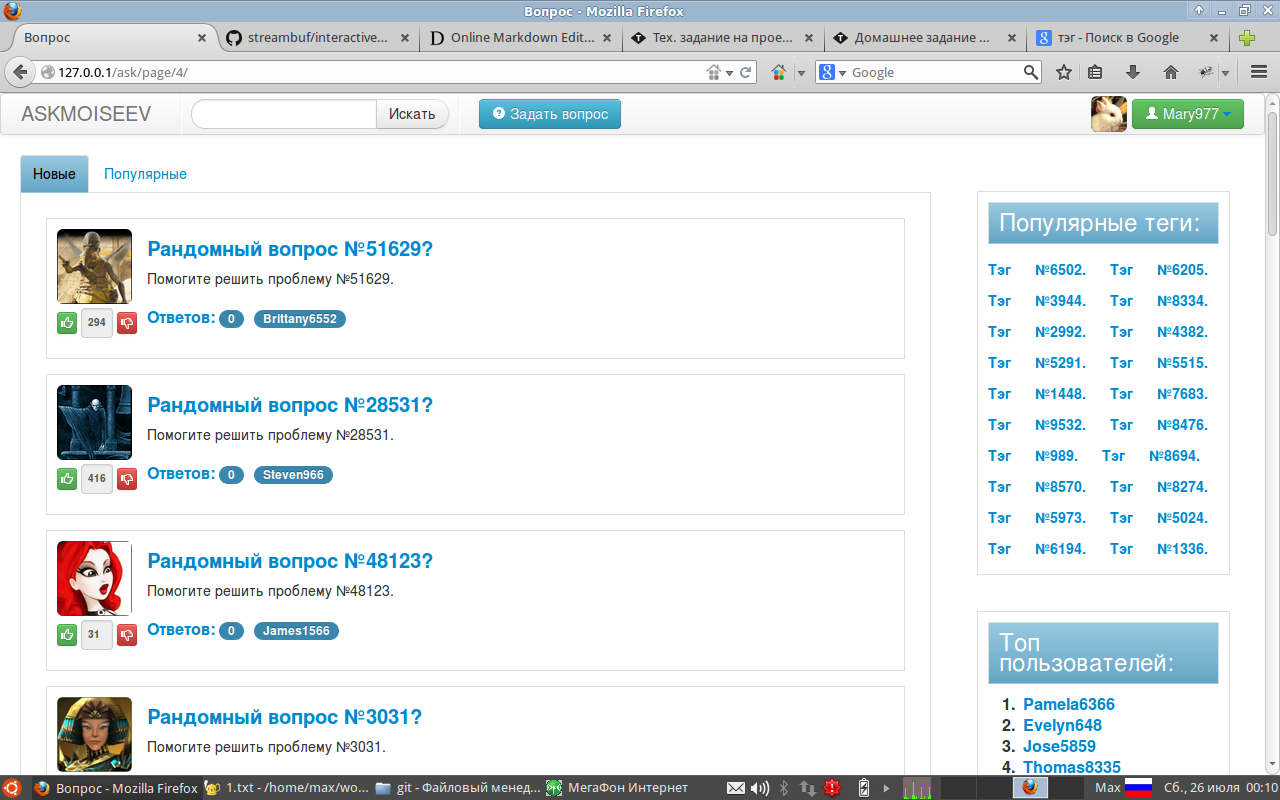 Вопрос - Mozilla Firefox
Вопрос
streambuf/interactive...
Online Markdown Edit...
Тех. задание на прое...
Домашнее задание ...
тэг - Поиск в Google
127.0.0.1/ask/page/4/
Google
ASKMOISEEV
Искать
Задать вопрос
Mary977
Новые
Популярные
Рандомный вопрос №51629?
Помогите решить проблему №51629.
294
Ответов: 0 Brittany6552
Рандомный вопрос №28531?
Помогите решить проблему №28531.
416
Ответов: 0 Steven966
Рандомный вопрос №48123?
Помогите решить проблему №48123.
31
Ответов: 0 James1566
Рандомный вопрос №3031?
Помогите решить проблему №3031.
Популярные теги:
Тэг №6502. Тэг №6205.
Тэг №3944. Тэг №8334.
Тэг №2992. Тэг №4382.
Тэг №5291. Тэг №5515.
Тэг №1448. Тэг №7683.
Тэг №9532. Тэг №8476.
Тэг №989. Тэг №8694.
Тэг №8570. Тэг №8274.
Тэг №5973. Тэг №5024.
Тэг №6194. Тэг №1336.
Топ
пользователей:
1. Pamela6366
2. Evelyn648
3. Jose5859
4. Thomas8335
Вопрос - Mozilla Firefox
1.txt - /home/max/wo...
git - Файловый менед...
МегаФон Интернет
Max
Сб, 26 июля 00:10